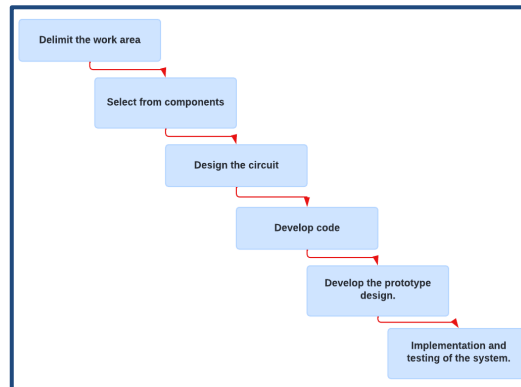 Delimit the work area
Select from components
Design the circuit
Develop code
Develop the prototype
design.
Implementation and
testing of the system.